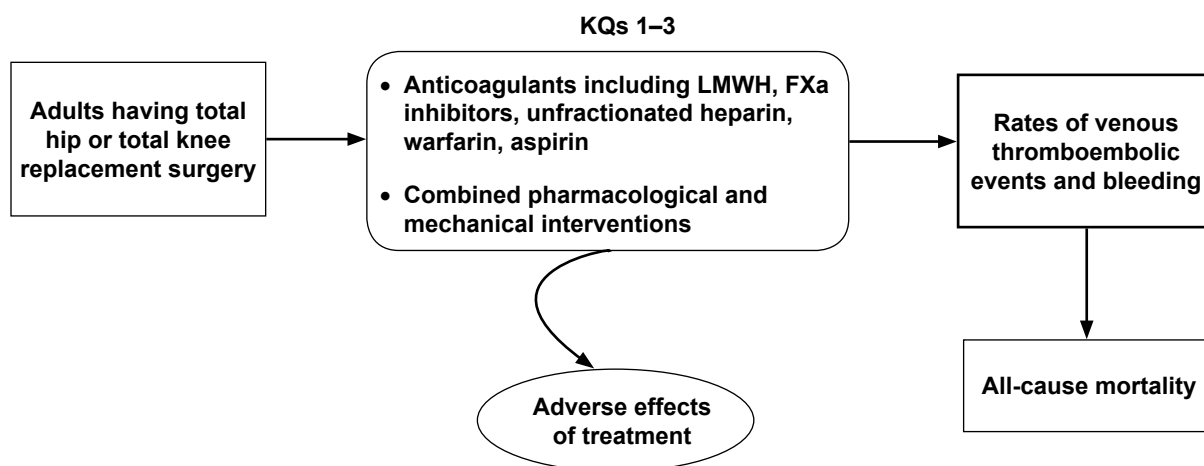 KQs 1–3
Adults having total
hip or total knee
replacement surgery
• Anticoagulants including LMWH, FXa
inhibitors, unfractionated heparin,
warfarin, aspirin
• Combined pharmacological and
mechanical interventions
Rates of venous
thromboembolic
events and bleeding
Adverse effects
of treatment
All-cause mortality